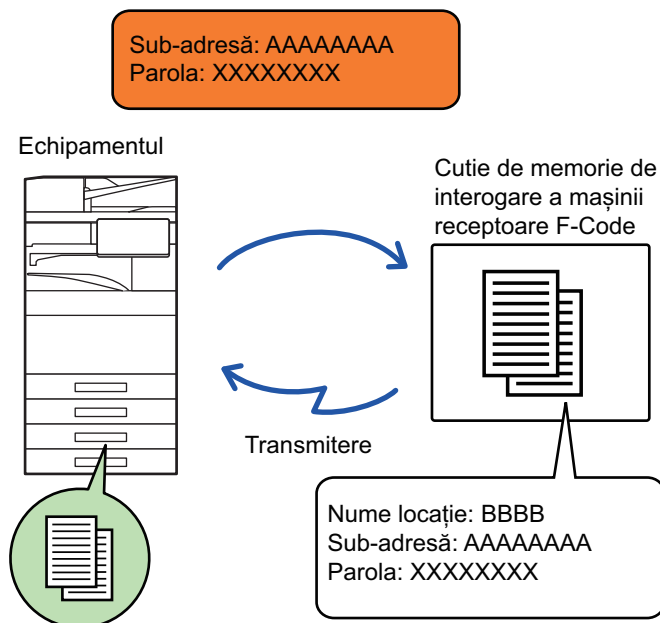 Sub-adresă: AAAAAAAA
Parola: XXXXXXXX
Echipamentul
Cutie de memorie de
interogare a mașinii
receptoare F-Code
Transmitere
Nume locație: BBBB
Sub-adresă: AAAAAAAA
Parola: XXXXXXXX